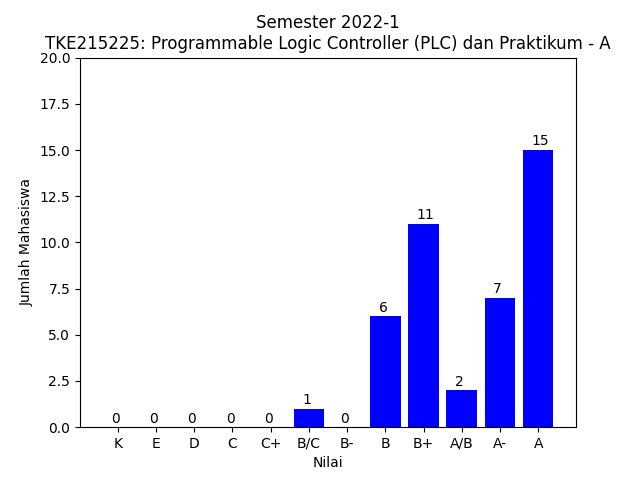 Semester 2022-1
TKE215225: Programmable Logic Controller (PLC) dan Praktikum - A
20.0
17.5
15.0
12.5
10.0
7.5
5.0
2.5
0.0
Jumlah Mahasiswa
0 0 0 0 0 1 0 6 11 2 7 15
K E D C C+ B/C B- B B+ A/B A- A
Nilai